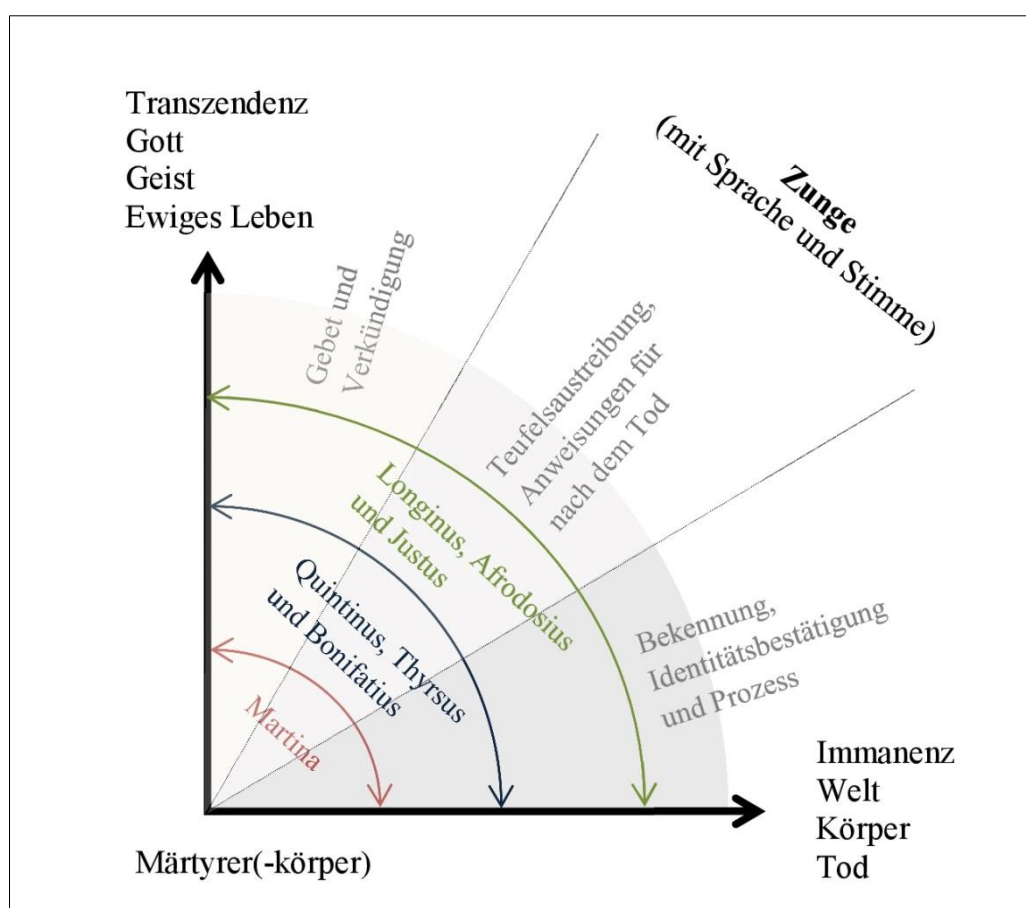 Transzendenz
Gott
Geist
Ewiges Leben
Zunge
(mit Sprache und Stimme)
Gebet und
Verkündigung
Teufelsaustreibung,
Anweisungen für
nach dem Tod
Bekennung,
Identitätsbestätigung
und Prozess
Longinus, Afrodosius
und Justus
Quintinus, Thyrsus
und Bonifatius
Martina
Immanenz
Welt
Körper
Tod
Märtyrer(-körper)